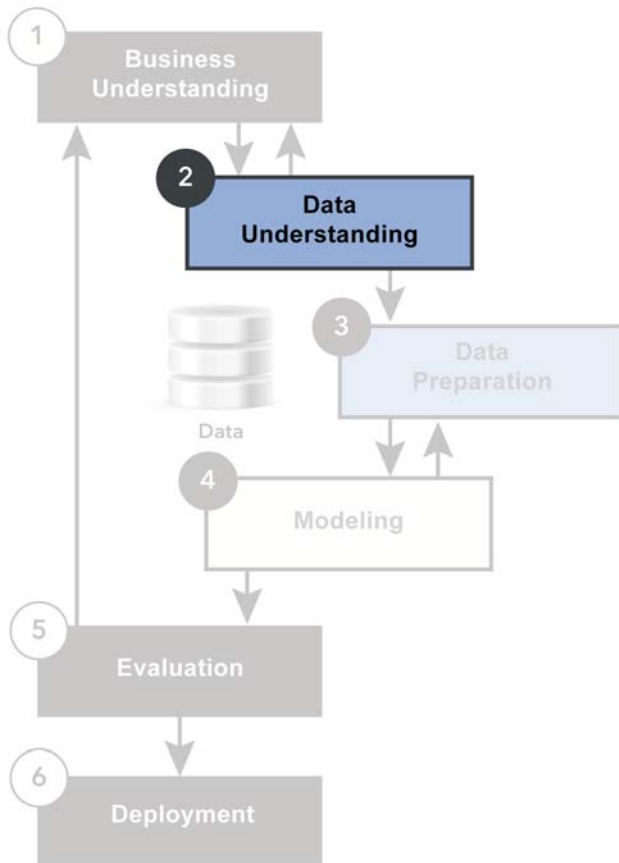 1
Business
Understanding
2
Data
Understanding
3
Data
Preparation
Data
4
Modeling
5
Evaluation
6
Deployment